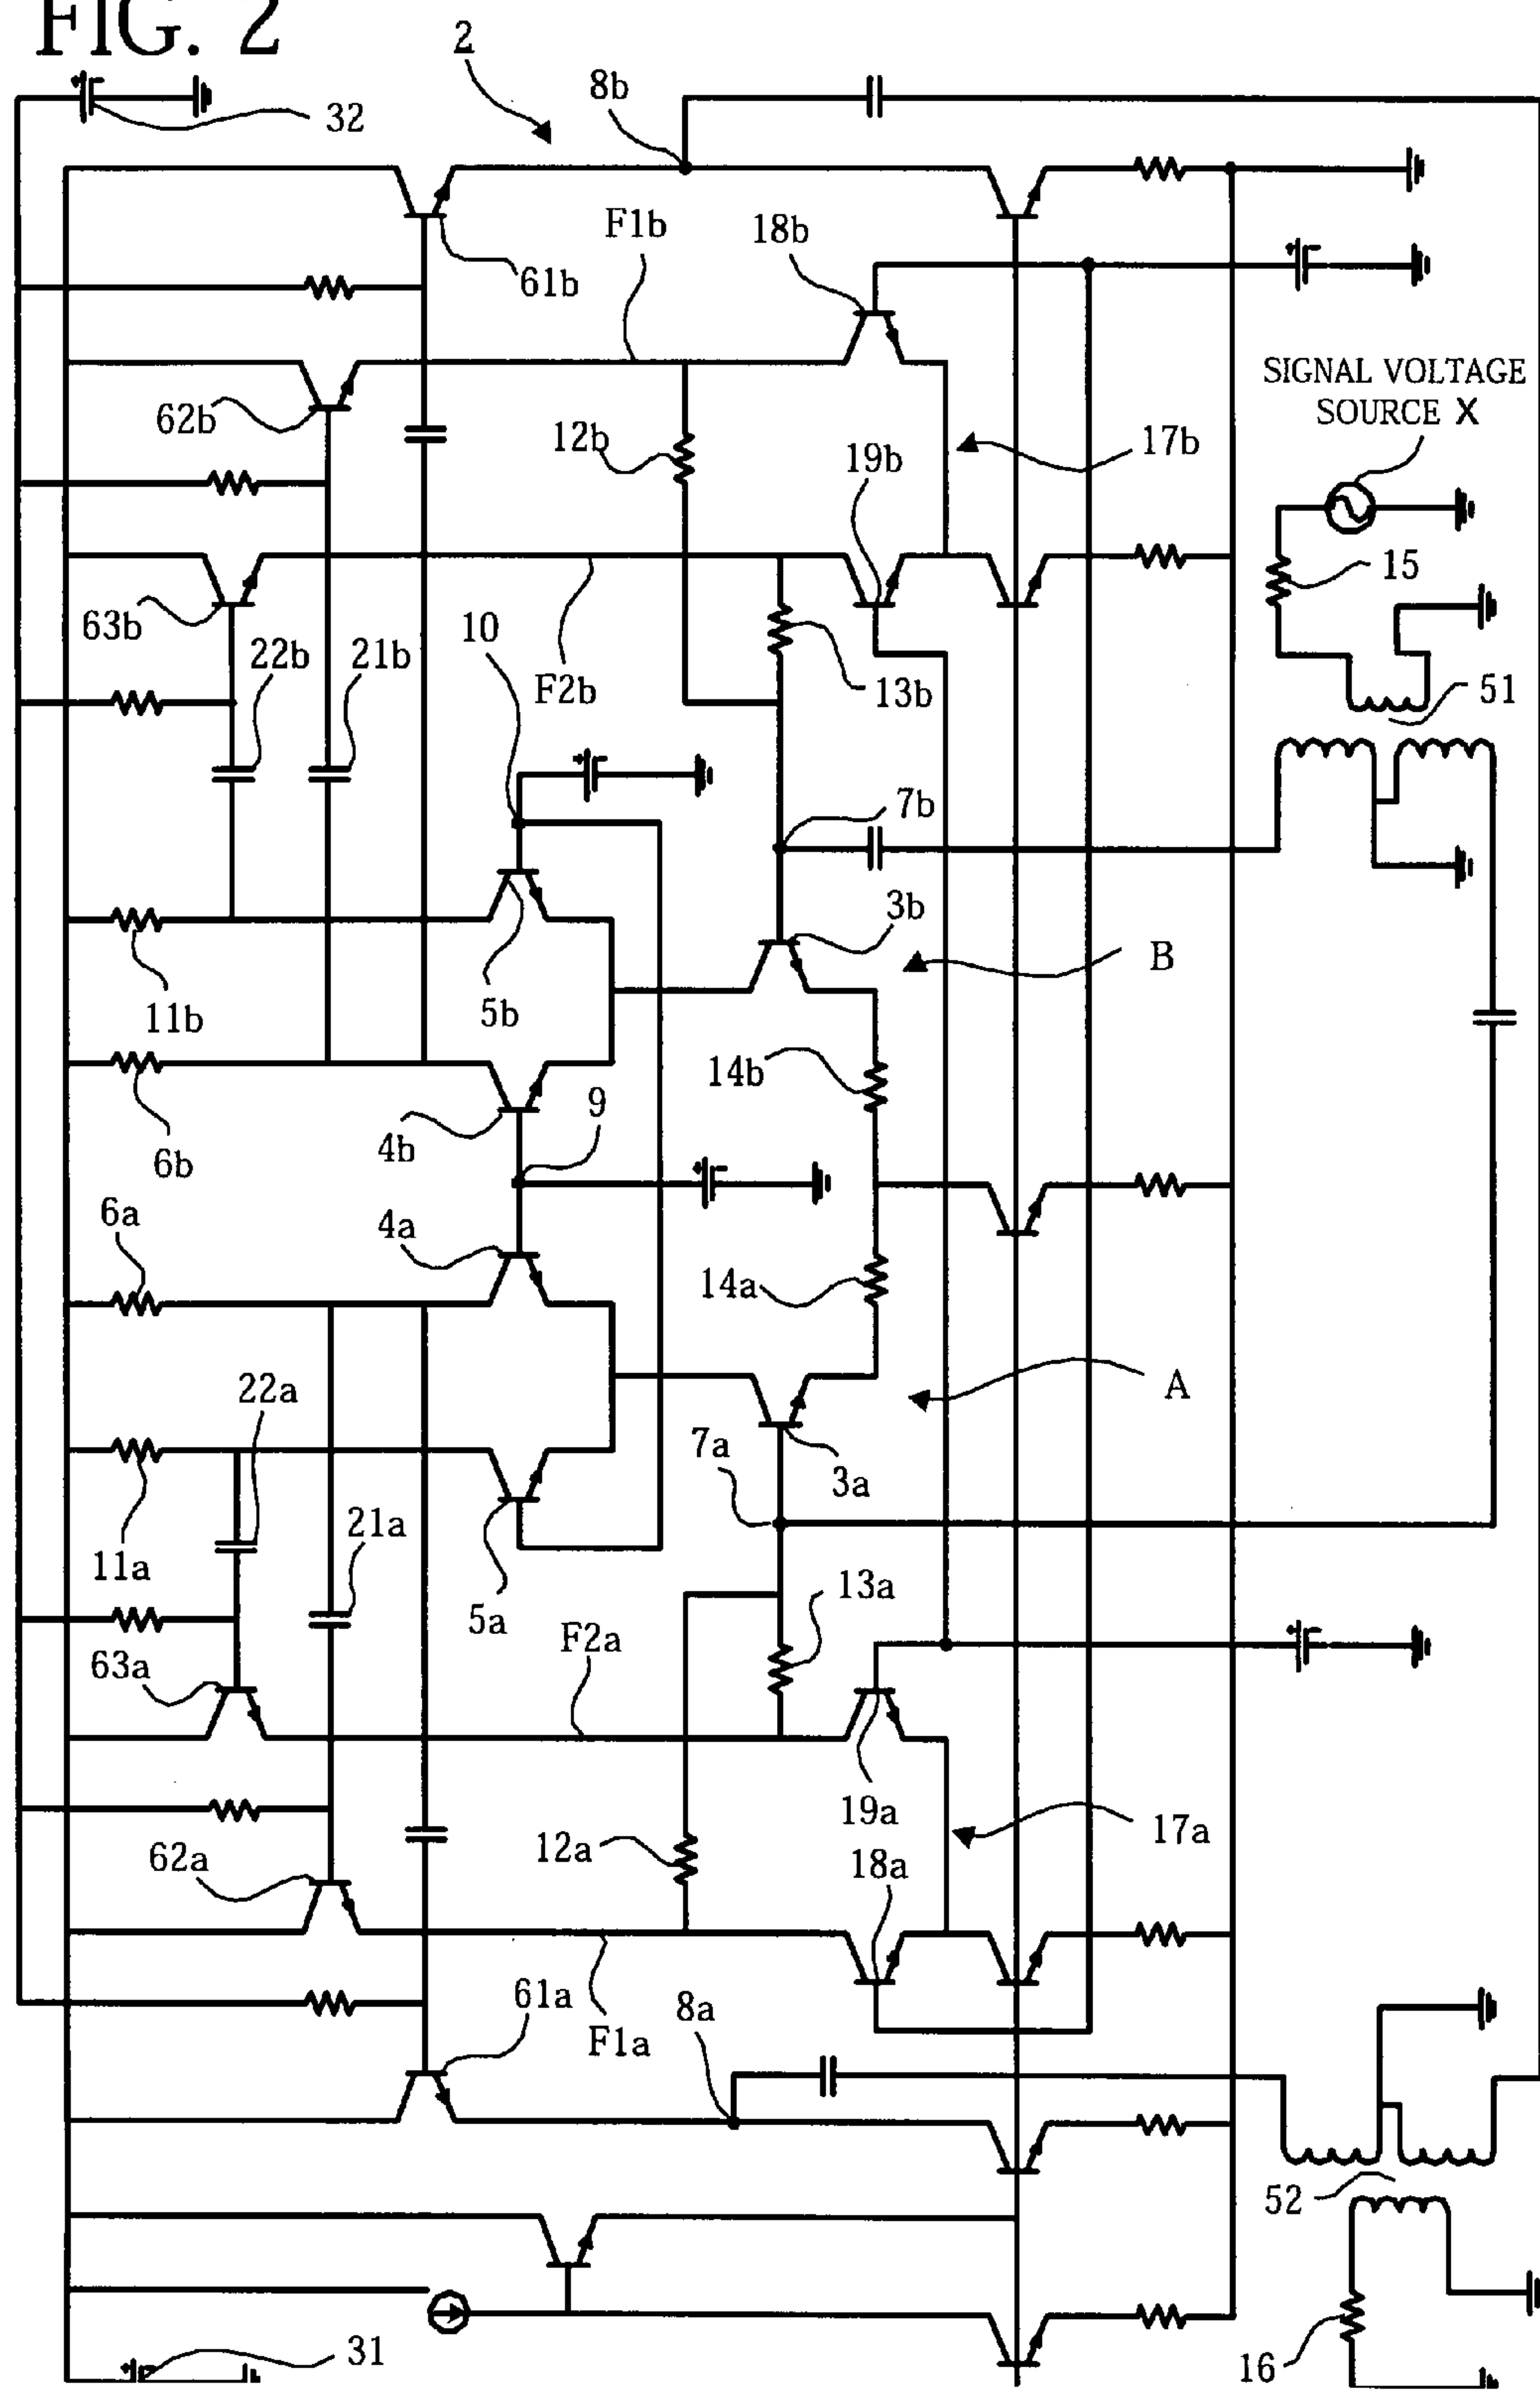 FIG. 2
2
8b
32
F1b
18b
61b
SIGNAL VOLTAGE
SOURCE X
62b
12b
17b
19b
15
63b
10
22b
21b
F2b
13b
51
7b
3b
B
11b
5b
14b
9
4b
6b
6a
4a
14a
22a
A
7a
3a
21a
11a
13a
5a
F2a
63a
19a
12a
17a
62a
18a
61a
8a
F1a
52
31
16